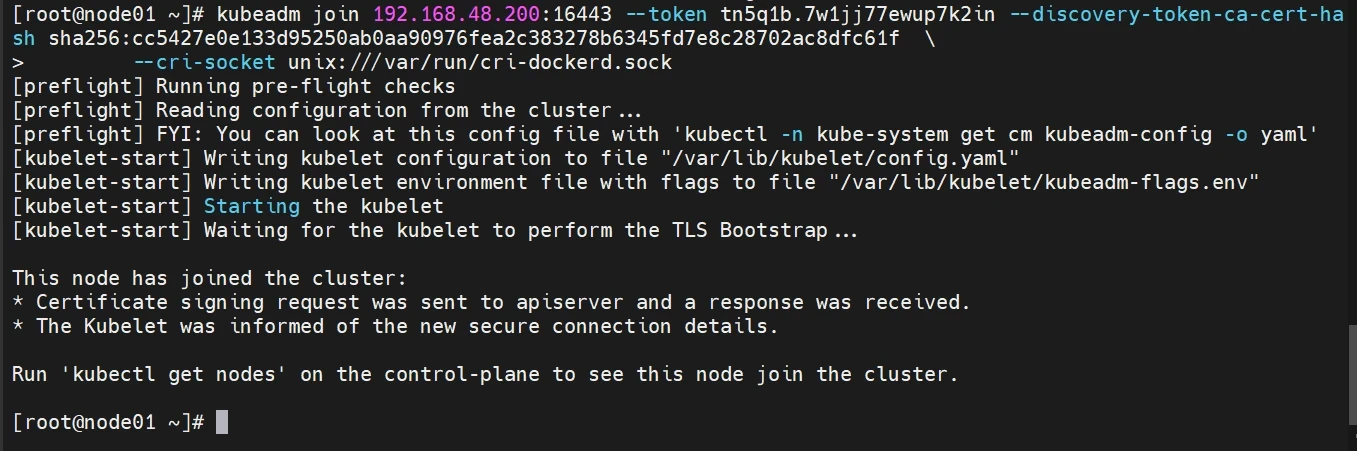 [root@node01 ~]# kubeadm join 192.168.48.200:16443 --token tn5q1b.7w1jj77ewup7k2in --discovery-token-ca-cert-ha
sh sha256:cc5427e0e133d95250ab0aa90976fea2c383278b6345fd7e8c28702ac8dfc61f  \
>         --cri-socket unix:///var/run/cri-dockerd.sock
[preflight] Running pre-flight checks
[preflight] Reading configuration from the cluster...
[preflight] FYI: You can look at this config file with 'kubectl -n kube-system get cm kubeadm-config -o yaml'
[kubelet-start] Writing kubelet configuration to file "/var/lib/kubelet/config.yaml"
[kubelet-start] Writing kubelet environment file with flags to file "/var/lib/kubelet/kubeadm-flags.env"
[kubelet-start] Starting the kubelet
[kubelet-start] Waiting for the kubelet to perform the TLS Bootstrap...

This node has joined the cluster:
* Certificate signing request was sent to apiserver and a response was received.
* The Kubelet was informed of the new secure connection details.

Run 'kubectl get nodes' on the control-plane to see this node join the cluster.

[root@node01 ~]#